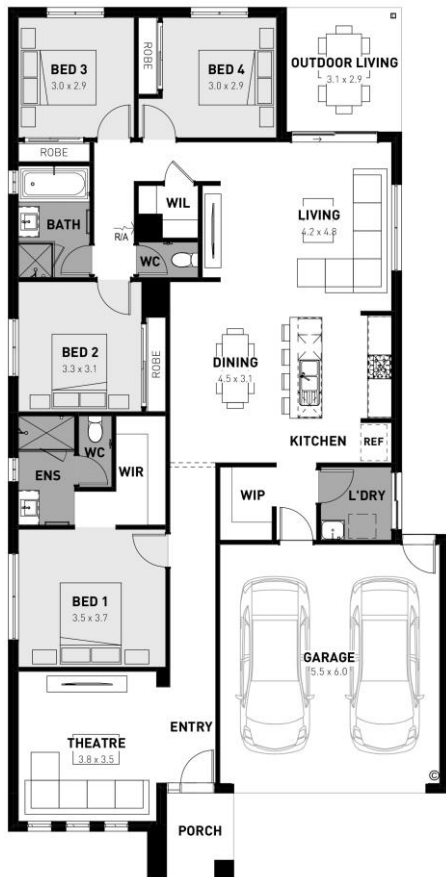 BED 3
3.0 x 2.9
ROBE
BED 4
3.0 x 2.9
OUTDOOR LIVING
3.1 x 2.9
ROBE
BATH
R/A
WIL
WC
LIVING
4.2 x 4.8
BED 2
3.3 x 3.1
ROBE
DINING
4.5 x 3.1
KITCHEN
REF
ENS
WC
WIR
WIP
L'DRY
BED 1
3.5 x 3.7
GARAGE
5.5 x 6.0
THEATRE
3.8 x 3.5
ENTRY
©
PORCH